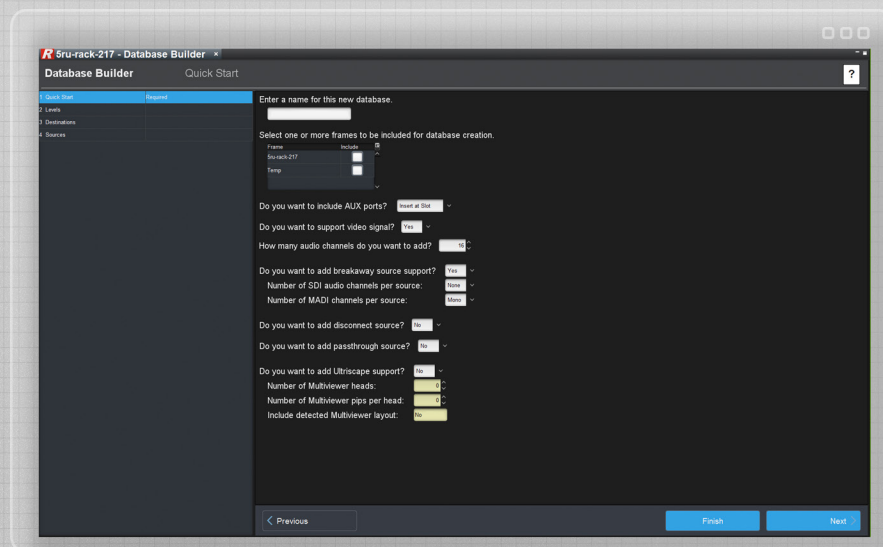 R 5ru-rack-217 - Database Builder ×
Database Builder Quick Start ?
1 Quick Start Required
2 Levels
3 Destinations
4 Sources
Enter a name for this new database.
Select one or more frames to be included for database creation.
Frame Include
5ru-rack-217
Temp
Do you want to include AUX ports? Insert at Slot
Do you want to support video signal? Yes
How many audio channels do you want to add? 16
Do you want to add breakaway source support? Yes
Number of SDI audio channels per source: None
Number of MADI channels per source: Mono
Do you want to add disconnect source? No
Do you want to add passthrough source? No
Do you want to add Ultriscape support? No
Number of Multiviewer heads: 0
Number of Multiviewer pips per head: 0
Include detected Multiviewer layout: No
Previous Finish Next